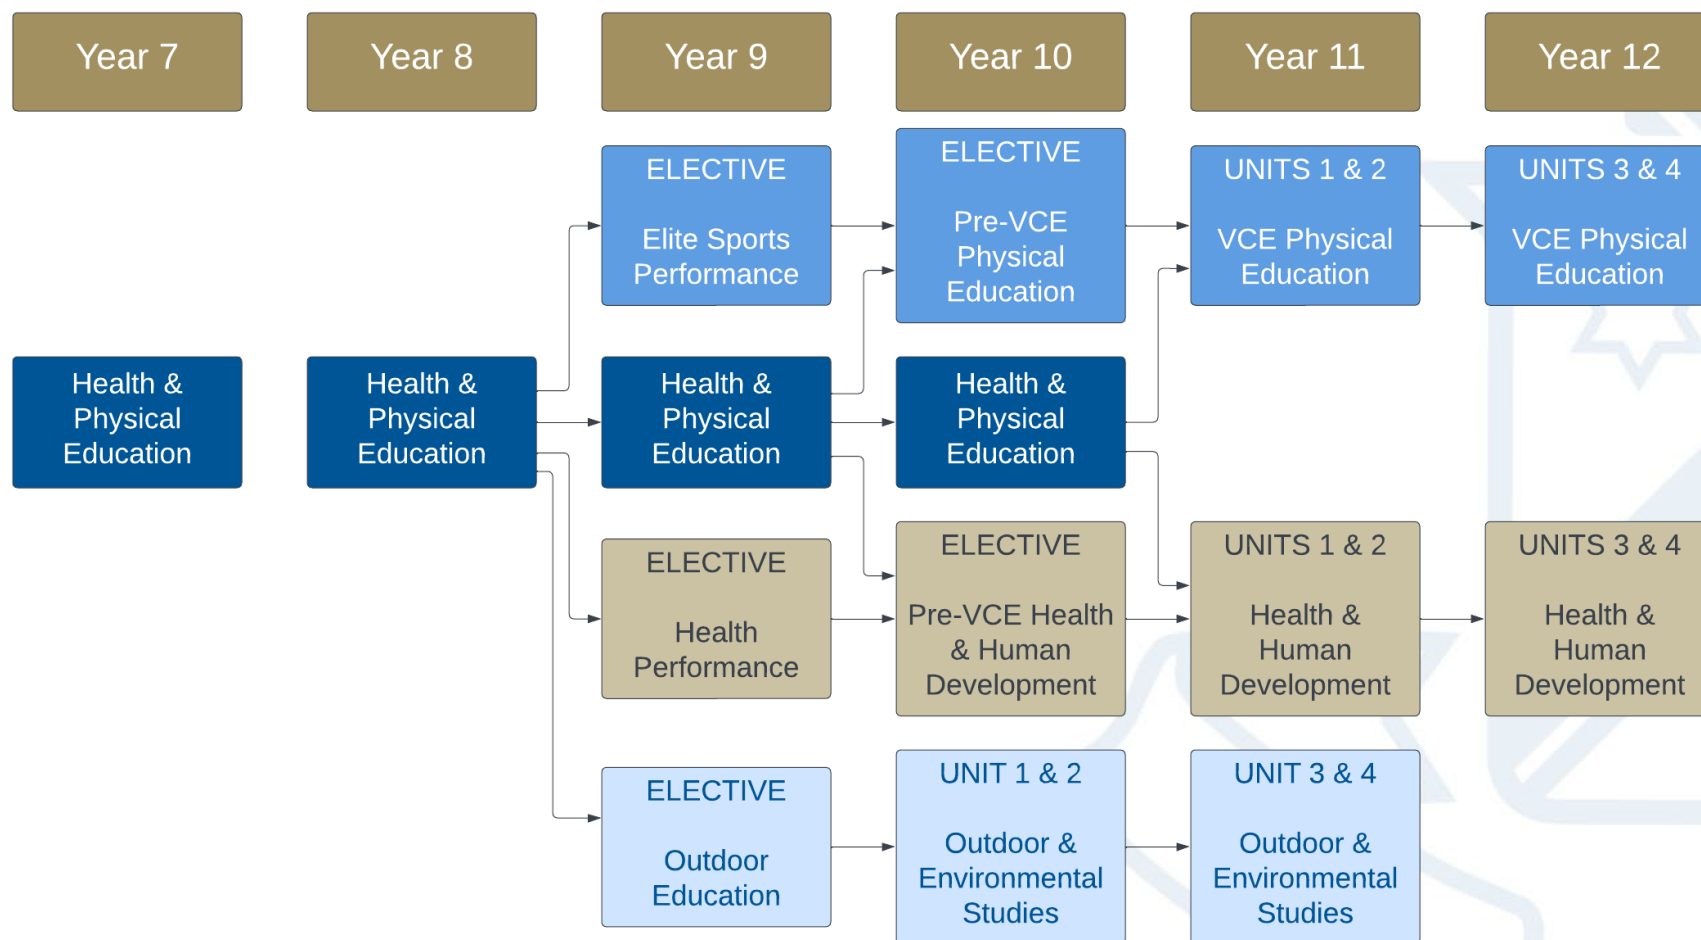 Year 7
Year 8
Year 9
Year 10
Year 11
Year 12
ELECTIVE
Elite Sports
Performance
ELECTIVE
Pre-VCE
Physical
Education
UNITS 1 & 2
VCE Physical
Education
UNITS 3 & 4
VCE Physical
Education
Health &
Physical
Education
Health &
Physical
Education
Health &
Physical
Education
Health &
Physical
Education
ELECTIVE
Health
Performance
ELECTIVE
Pre-VCE Health
& Human
Development
UNITS 1 & 2
Health &
Human
Development
UNITS 3 & 4
Health &
Human
Development
ELECTIVE
Outdoor
Education
UNIT 1 & 2
Outdoor &
Environmental
Studies
UNIT 3 & 4
Outdoor &
Environmental
Studies